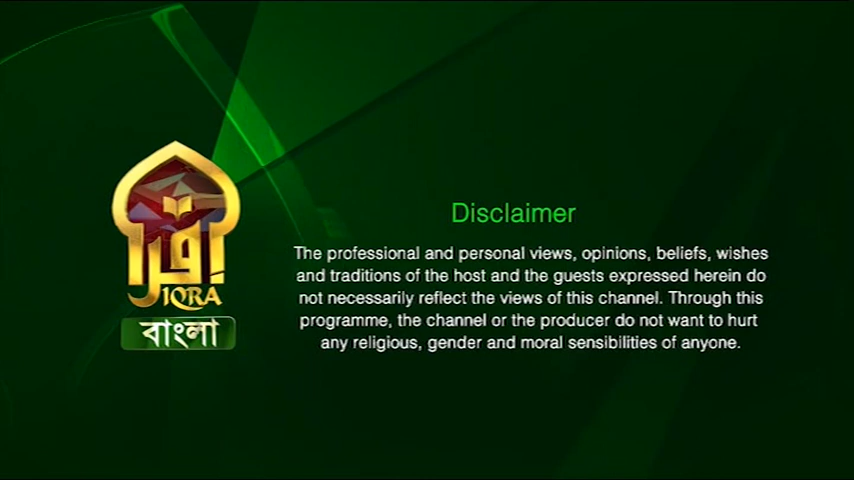 اقرأ
IQRA
বাংলা
Disclaimer
The professional and personal views, opinions, beliefs, wishes
and traditions of the host and the guests expressed herein do
not necessarily reflect the views of this channel. Through this
programme, the channel or the producer do not want to hurt
any religious, gender and moral sensibilities of anyone.